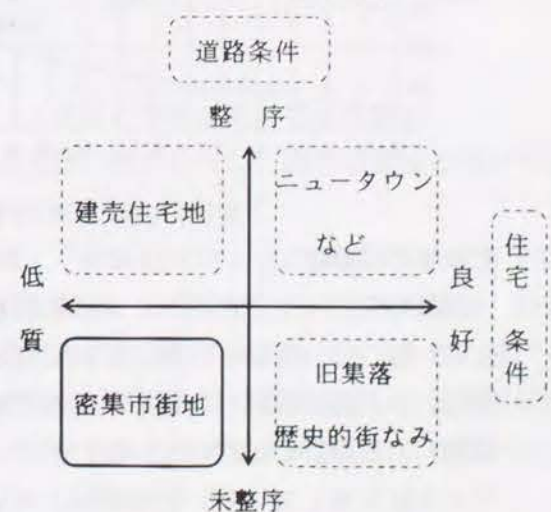 道路条件
整序
建売住宅地
ニュータウン
など
低質
良好
住宅条件
密集市街地
旧集落
歴史的街なみ
未整序